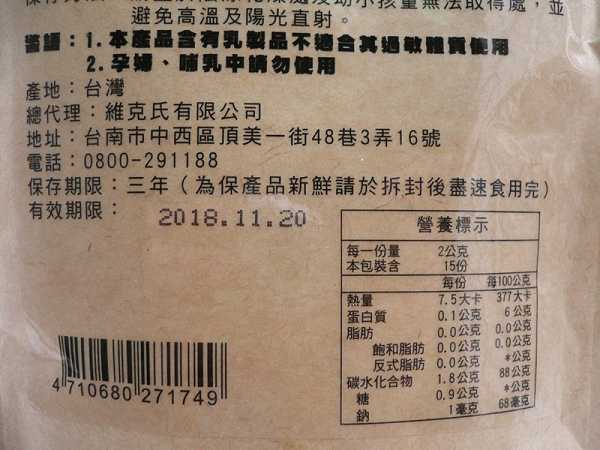 避免高溫及陽光直射。
警語：1.本產品含有乳製品不適合其過敏體質使用
2.孕婦、哺乳中請勿使用
產地：台灣
總代理：維克氏有限公司
地址：台南市中西區頂美一街48巷3弄16號
電話：0800-291188
保存期限：三年（為保產品新鮮請於拆封後盡速食用完）
有效期限：2018.11.20
營養標示
每一份量 2公克
本包裝含 15份
每份 每100公克
熱量 7.5大卡 377大卡
蛋白質 0.1公克 6公克
脂肪 0.0公克 0.0公克
飽和脂肪 0.0公克 0.0公克
反式脂肪 0.0公克 *公克
碳水化合物 1.8公克 88公克
糖 0.9公克 *公克
鈉 1毫克 68毫克
4 710680 271749